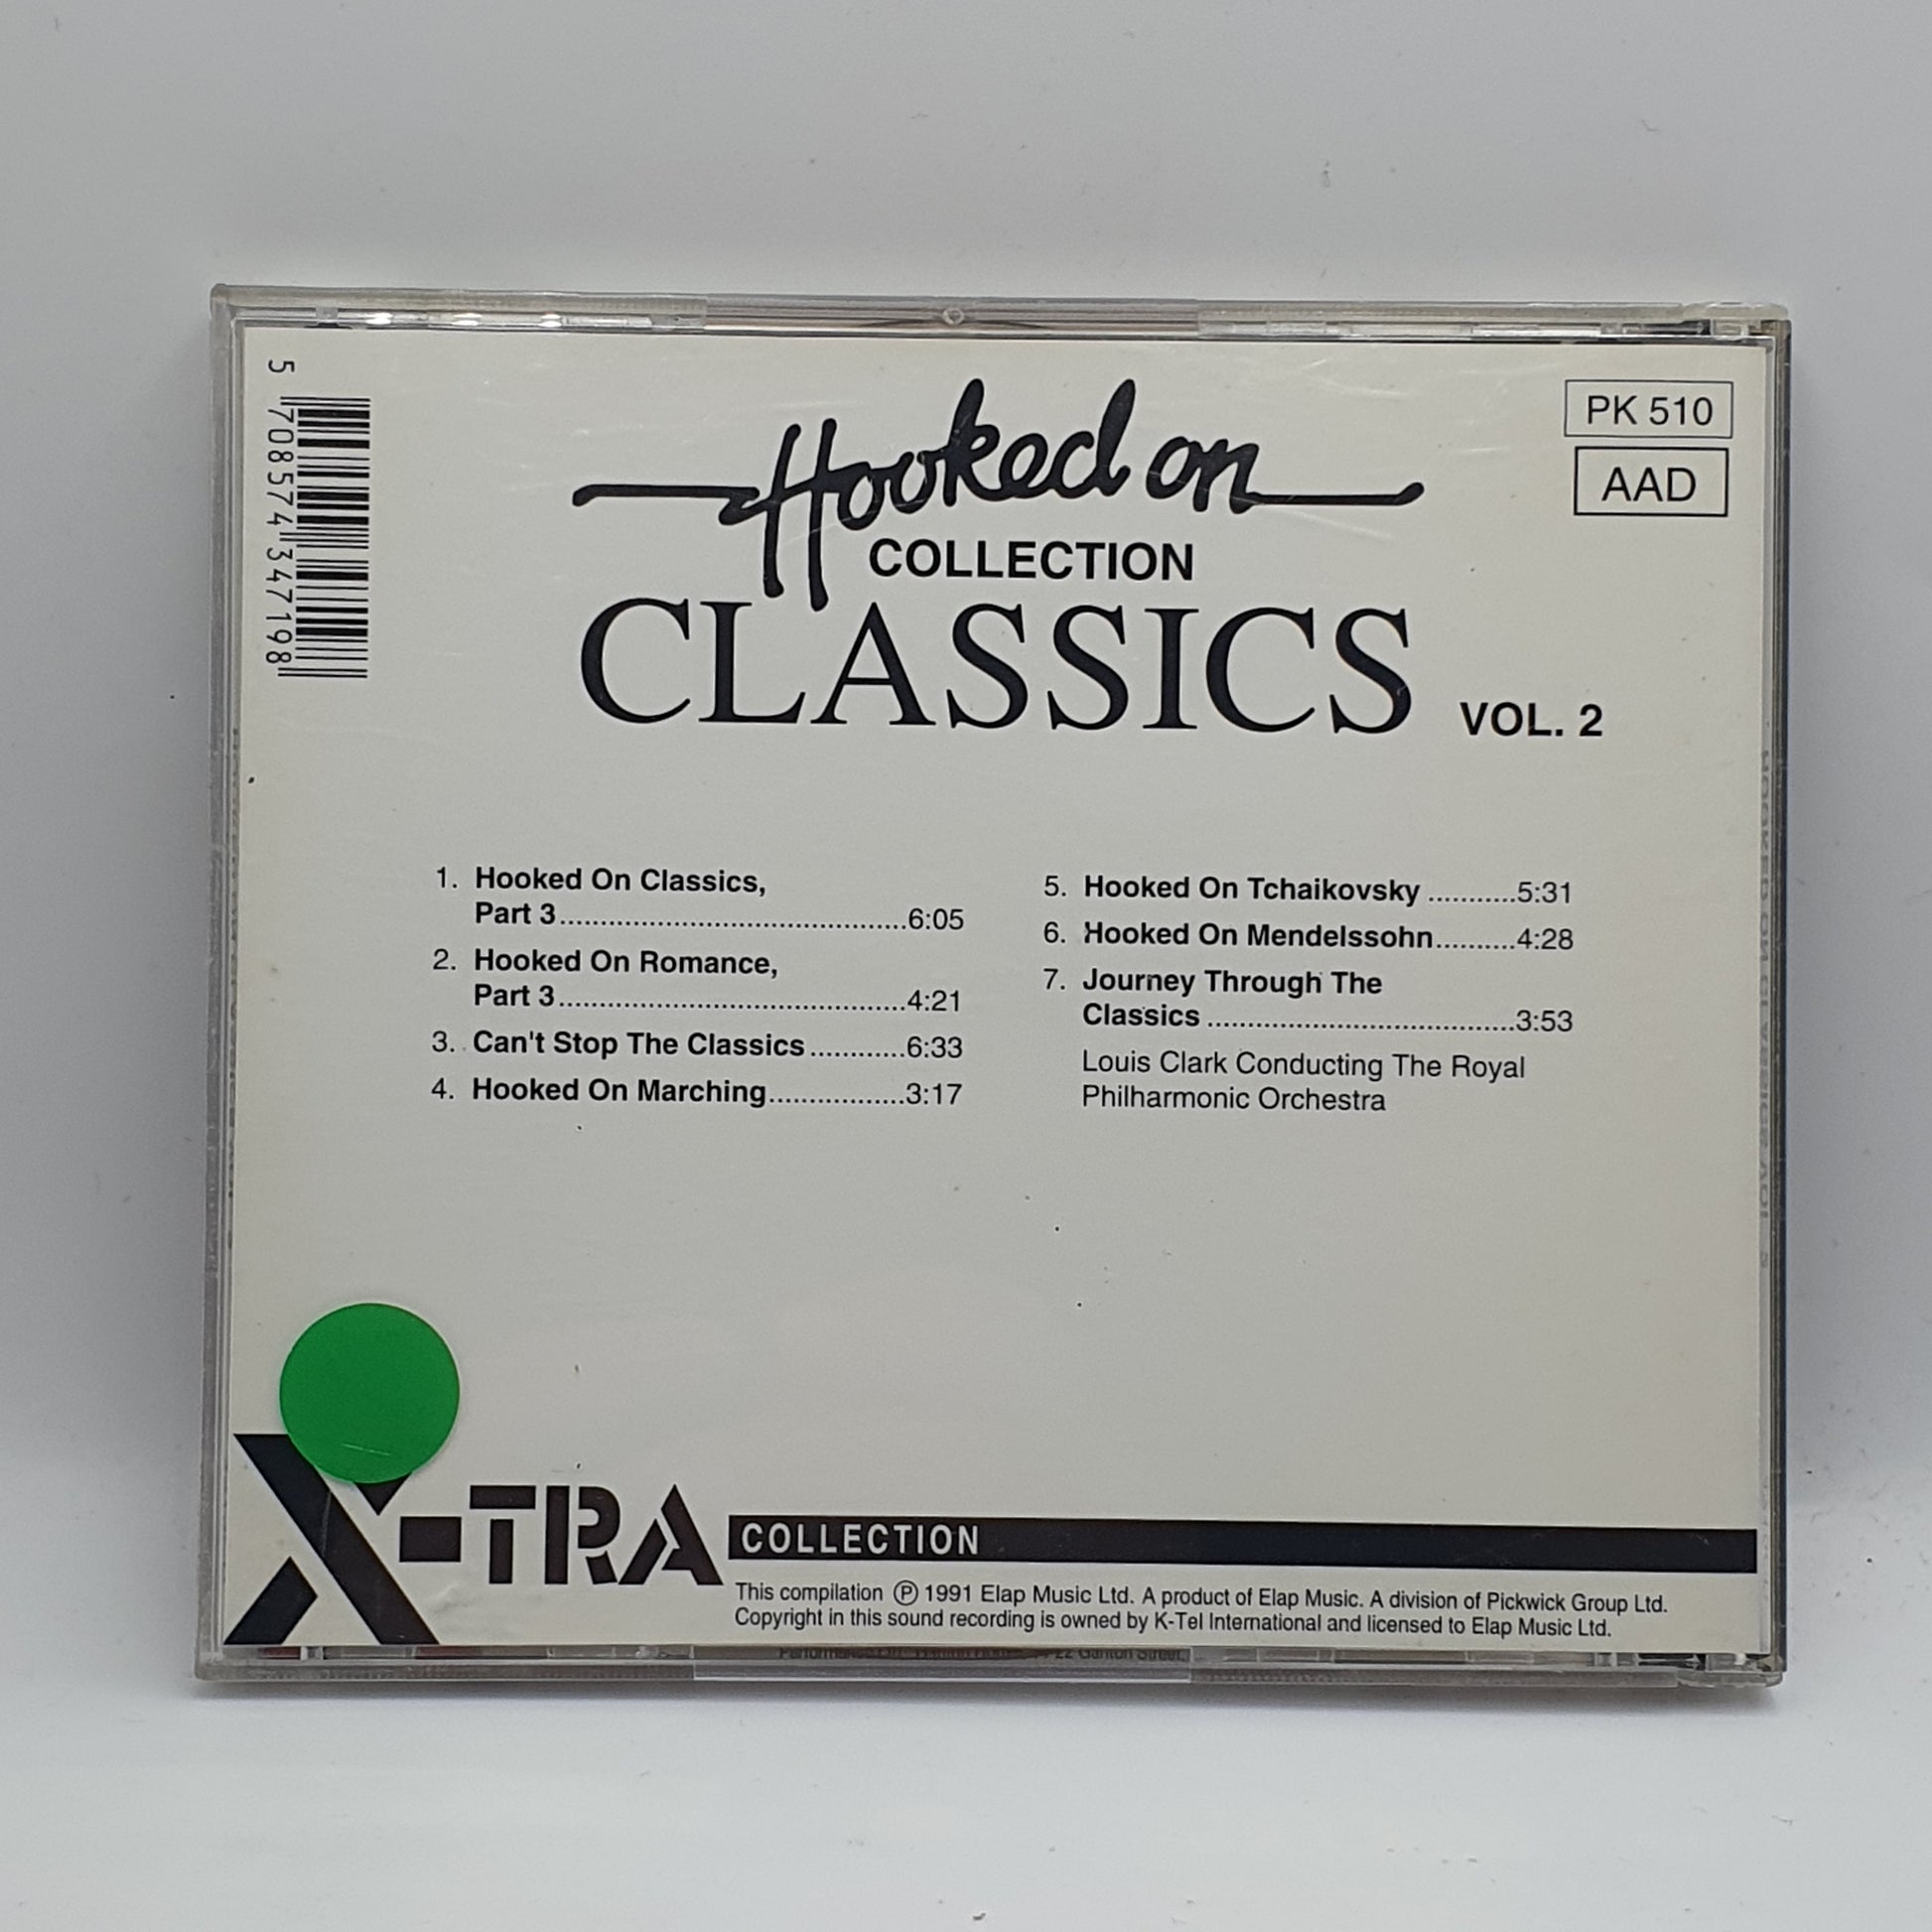 5 708574 347198
PK 510
AAD
Hooked on
COLLECTION
CLASSICS VOL. 2
1. Hooked On Classics,
Part 3...........................................6:05
2. Hooked On Romance,
Part 3...........................................4:21
3. Can't Stop The Classics............6:33
4. Hooked On Marching.................3:17
5. Hooked On Tchaikovsky...........5:31
6. Hooked On Mendelssohn..........4:28
7. Journey Through The
Classics......................................3:53
Louis Clark Conducting The Royal
Philharmonic Orchestra
X-TRA COLLECTION
This compilation Ⓟ 1991 Elap Music Ltd. A product of Elap Music. A division of Pickwick Group Ltd.
Copyright in this sound recording is owned by K-Tel International and licensed to Elap Music Ltd.